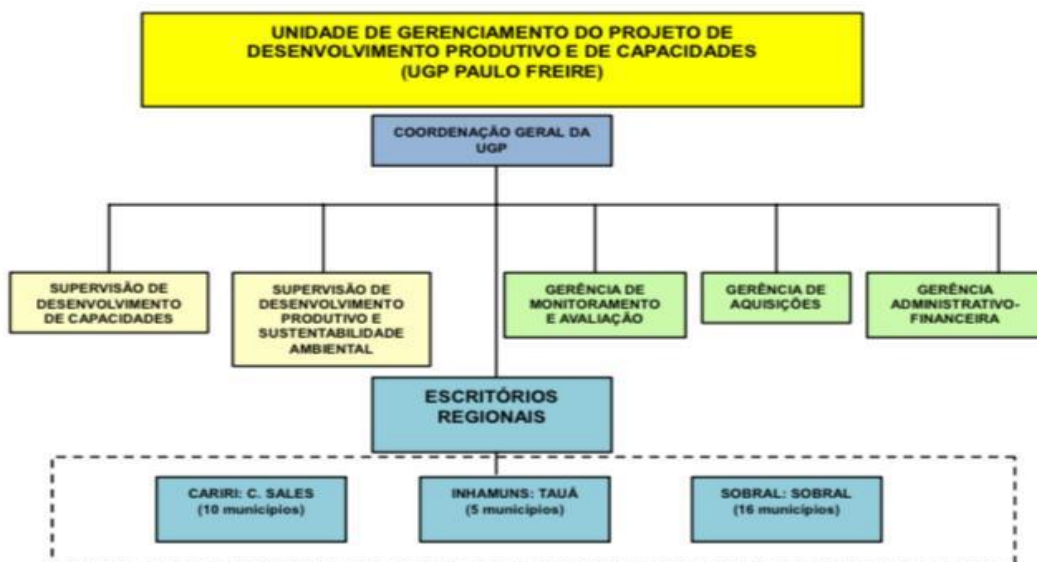 UNIDADE DE GERENCIAMENTO DO PROJETO DE
DESENVOLVIMENTO PRODUTIVO E DE CAPACIDADES
(UGP PAULO FREIRE)
COORDENAÇÃO GERAL DA
UGP
SUPERVISÃO DE
DESENVOLVIMENTO
DE CAPACIDADES
SUPERVISÃO DE
DESENVOLVIMENTO
PRODUTIVO E
SUSTENTABILIDADE
AMBIENTAL
GERÊNCIA DE
MONITORAMENTO
E AVALIAÇÃO
GERÊNCIA DE
AQUISIÇÕES
GERÊNCIA
ADMINISTRATIVO-
FINANCEIRA
ESCRITÓRIOS
REGIONAIS
CARIRI: C. SALES
(10 municípios)
INHAMUNS: TAUÁ
(5 municípios)
SOBRAL: SOBRAL
(16 municípios)